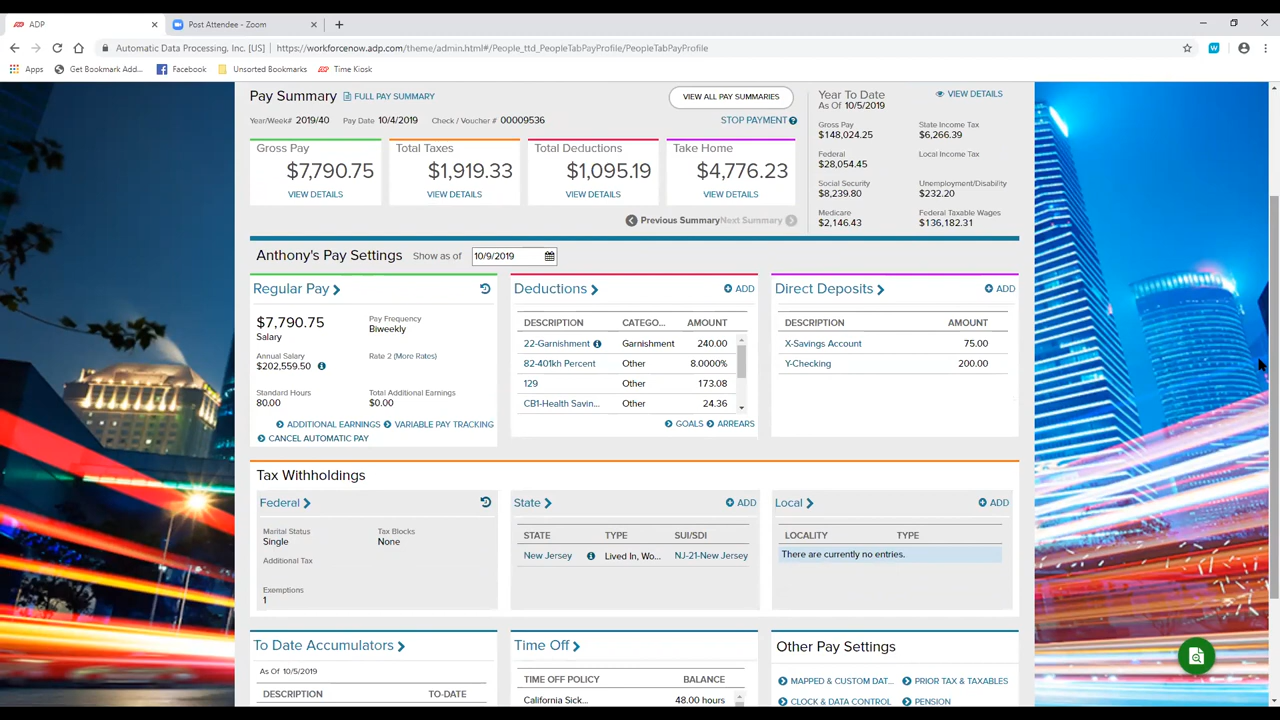 ADP
Post Attendee - Zoom
Automatic Data Processing, Inc. [US] | https://workforcenow.adp.com/theme/admin.html#/People_ttd_PeopleTabPayProfile/PeopleTabPayProfile
Apps Get Bookmark Add... Facebook Unsorted Bookmarks Time Kiosk
Pay Summary FULL PAY SUMMARY VIEW ALL PAY SUMMARIES
Year/Week# 2019/40 Pay Date 10/4/2019 Check / Voucher # 00009536 STOP PAYMENT
Gross Pay
$7,790.75
VIEW DETAILS
Total Taxes
$1,919.33
VIEW DETAILS
Total Deductions
$1,095.19
VIEW DETAILS
Take Home
$4,776.23
VIEW DETAILS
Previous Summary Next Summary
Year To Date VIEW DETAILS
As Of 10/5/2019
Gross Pay State Income Tax
$148,024.25 $6,266.39
Federal Local Income Tax
$28,054.45
Social Security Unemployment/Disability
$8,239.80 $232.20
Medicare Federal Taxable Wages
$2,146.43 $136,182.31
Anthony's Pay Settings Show as of 10/9/2019
Regular Pay
$7,790.75
Salary
Pay Frequency
Biweekly
Annual Salary
$202,559.50
Rate 2 (More Rates)
Standard Hours
80.00
Total Additional Earnings
$0.00
ADDITIONAL EARNINGS VARIABLE PAY TRACKING
CANCEL AUTOMATIC PAY
Deductions ADD
DESCRIPTION CATEGO... AMOUNT
22-Garnishment Garnishment 240.00
82-401kh Percent Other 8.0000%
129 Other 173.08
CB1-Health Savin... Other 24.36
GOALS ARREARS
Direct Deposits ADD
DESCRIPTION AMOUNT
X-Savings Account 75.00
Y-Checking 200.00
Tax Withholdings
Federal
Marital Status
Single
Tax Blocks
None
Additional Tax
Exemptions
1
State ADD
STATE TYPE SUI/SDI
New Jersey Lived In, Wo... NJ-21-New Jersey
Local ADD
LOCALITY TYPE
There are currently no entries.
To Date Accumulators
As Of 10/5/2019
DESCRIPTION TO-DATE
Time Off
TIME OFF POLICY BALANCE
Canada Sick... 48.00 hours
Other Pay Settings
MAPPED & CUSTOM DAT... PRIOR TAX & TAXABLES
CLOCK & DATA CONTROL PENSION